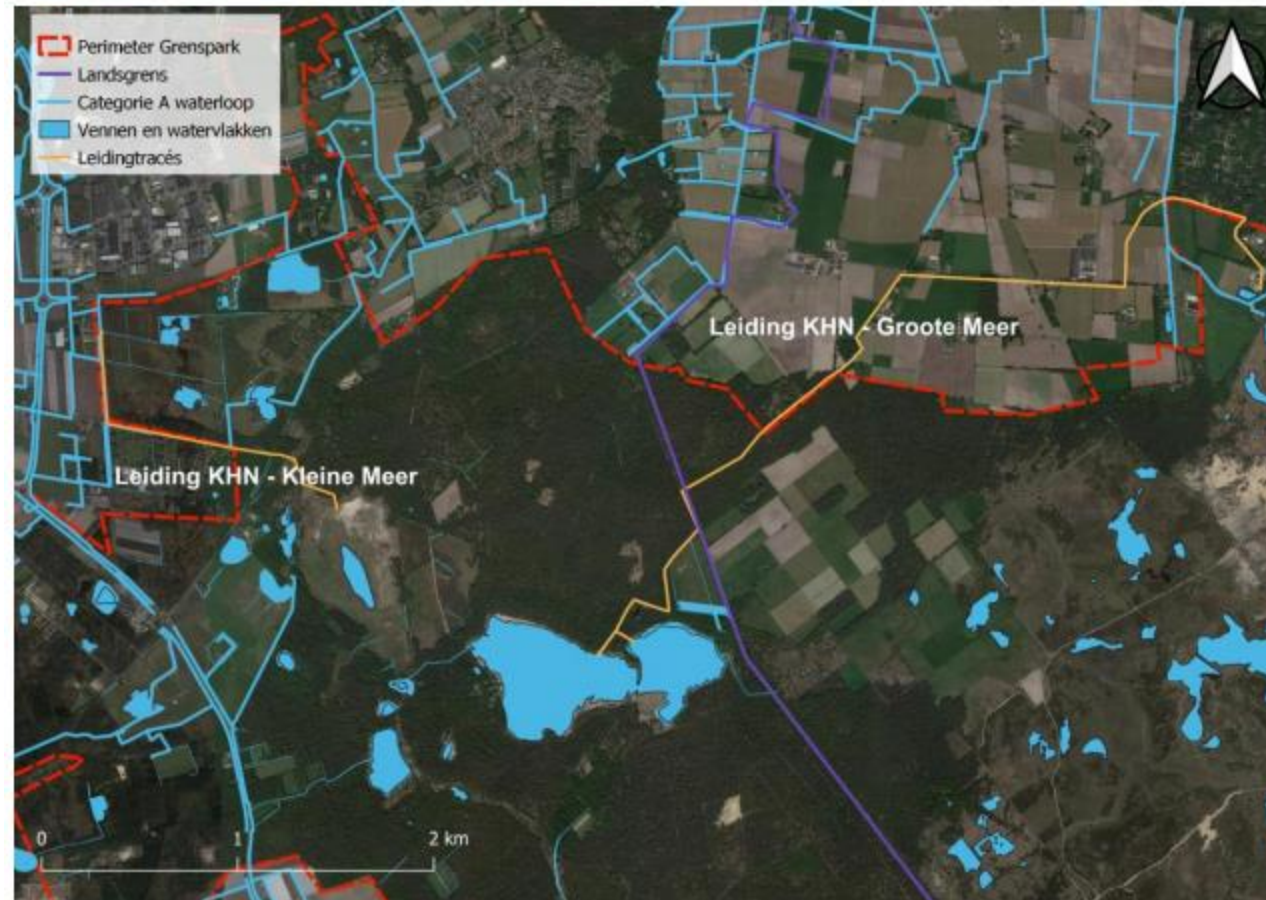 Perimeter Grenspark
Landsgrens
Categorie A waterloop
Vennen en watervlakken
Leidingtracés
Leiding KHN - Groote Meer
Leiding KHN - Kleine Meer
0 1 2 km